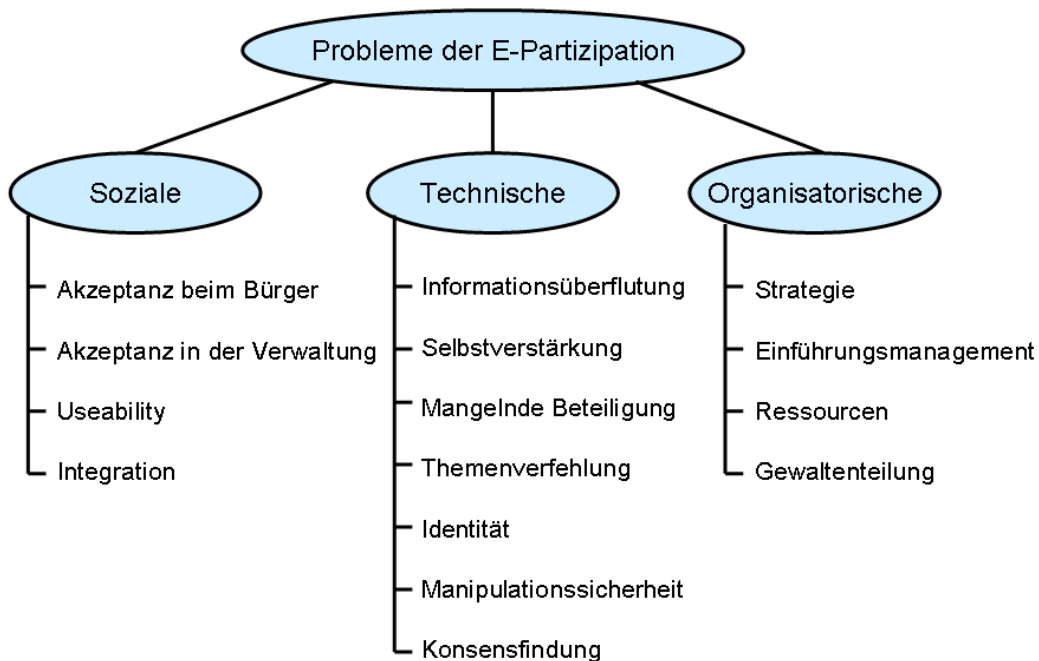 Probleme der E-Partizipation
Soziale
Akzeptanz beim Bürger
Akzeptanz in der Verwaltung
Useability
Integration
Technische
Informationsüberflutung
Selbstverstärkung
Mangelnde Beteiligung
Themenverfehlung
Identität
Manipulationssicherheit
Konsensfindung
Organisatorische
Strategie
Einführungsmanagement
Ressourcen
Gewaltenteilung